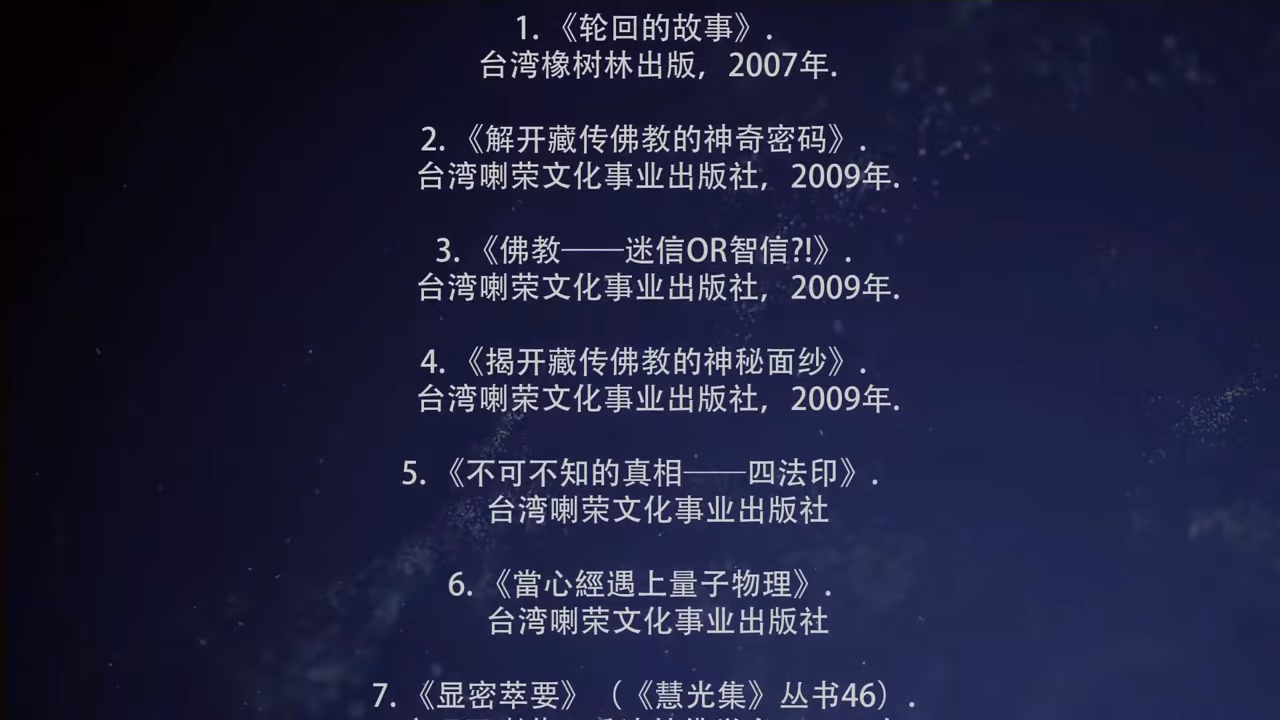 1. 《轮回的故事》.
台湾橡树林出版，2007年.
2. 《解开藏传佛教的神奇密码》.
台湾喇荣文化事业出版社，2009年.
3. 《佛教——迷信OR智信?!》.
台湾喇荣文化事业出版社，2009年.
4. 《揭开藏传佛教的神秘面纱》.
台湾喇荣文化事业出版社，2009年.
5. 《不可不知的真相——四法印》.
台湾喇荣文化事业出版社
6. 《當心經遇上量子物理》.
台湾喇荣文化事业出版社
7. 《显密萃要》（《慧光集》丛书46）.